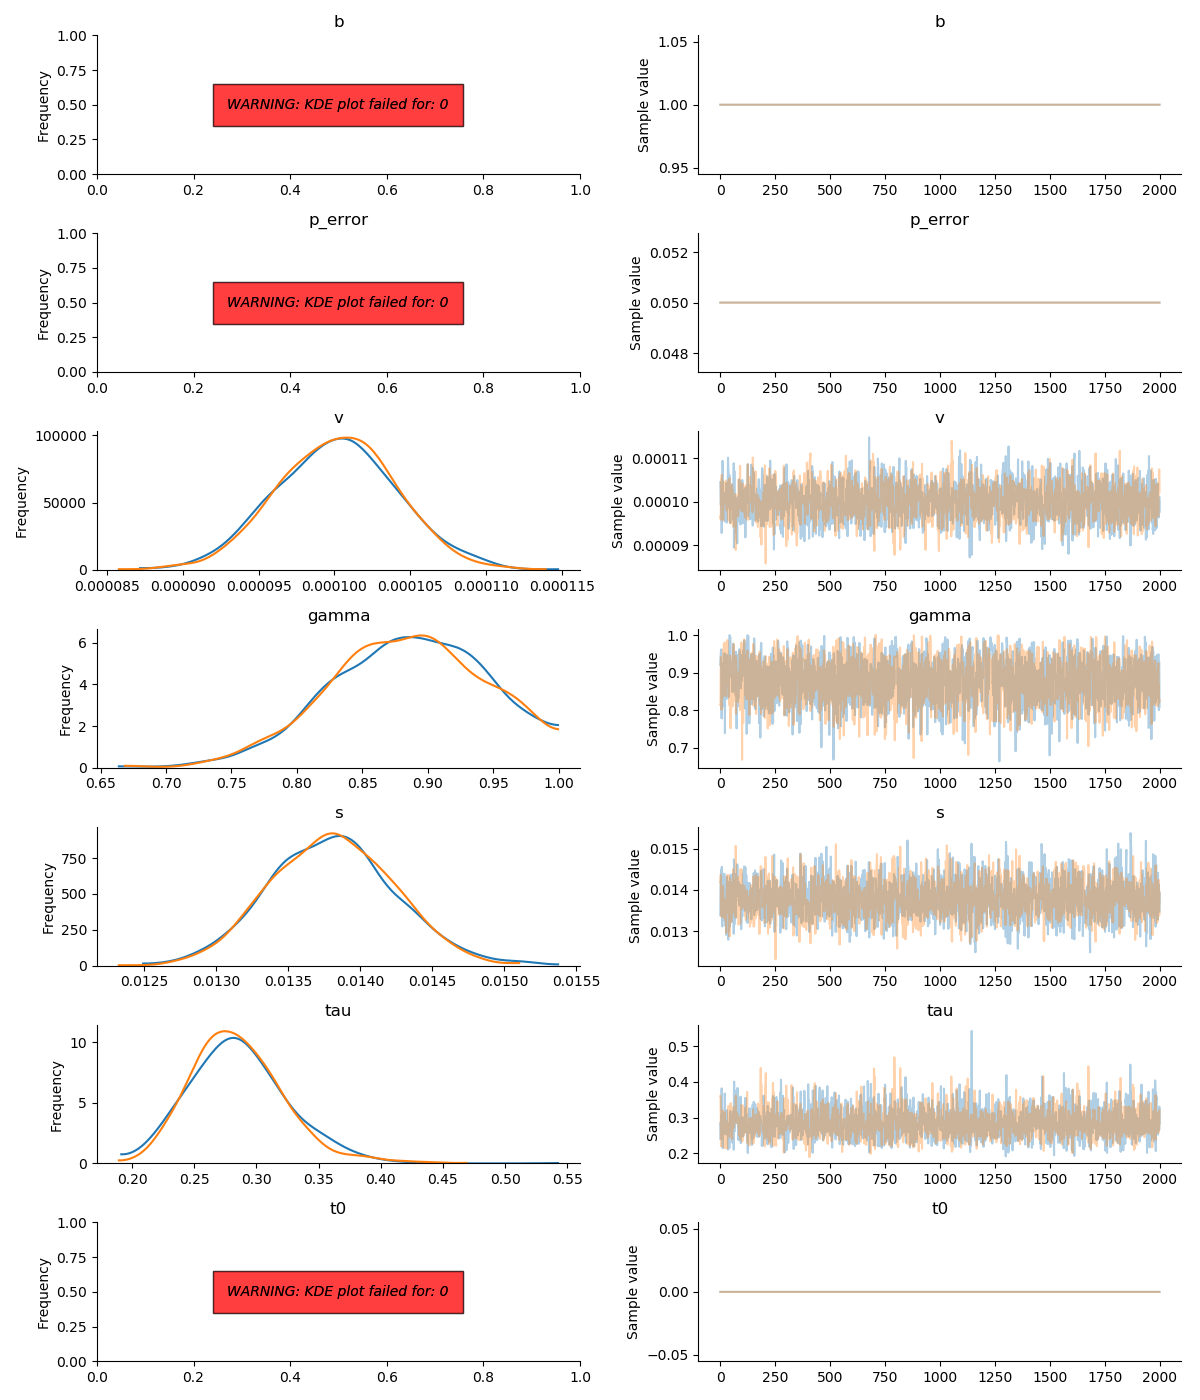 b
1.00
0.75
0.50
0.25
0.00
Frequency
WARNING: KDE plot failed for: 0
0.0 0.2 0.4 0.6 0.8 1.0
b
1.05
1.00
0.95
Sample value
0 250 500 750 1000 1250 1500 1750 2000
p_error
1.00
0.75
0.50
0.25
0.00
Frequency
WARNING: KDE plot failed for: 0
0.0 0.2 0.4 0.6 0.8 1.0
p_error
0.052
0.050
0.048
Sample value
0 250 500 750 1000 1250 1500 1750 2000
v
100000
50000
0
Frequency
0.000085 0.000090 0.000095 0.000100 0.000105 0.000110 0.000115
v
0.00011
0.00010
0.00009
Sample value
0 250 500 750 1000 1250 1500 1750 2000
gamma
6
4
2
0
Frequency
0.65 0.70 0.75 0.80 0.85 0.90 0.95 1.00
gamma
1.0
0.9
0.8
0.7
Sample value
0 250 500 750 1000 1250 1500 1750 2000
s
750
500
250
0
Frequency
0.0125 0.0130 0.0135 0.0140 0.0145 0.0150 0.0155
s
0.015
0.014
0.013
Sample value
0 250 500 750 1000 1250 1500 1750 2000
tau
10
5
0
Frequency
0.20 0.25 0.30 0.35 0.40 0.45 0.50 0.55
tau
0.5
0.4
0.3
0.2
Sample value
0 250 500 750 1000 1250 1500 1750 2000
t0
1.00
0.75
0.50
0.25
0.00
Frequency
WARNING: KDE plot failed for: 0
0.0 0.2 0.4 0.6 0.8 1.0
t0
0.05
0.00
−0.05
Sample value
0 250 500 750 1000 1250 1500 1750 2000